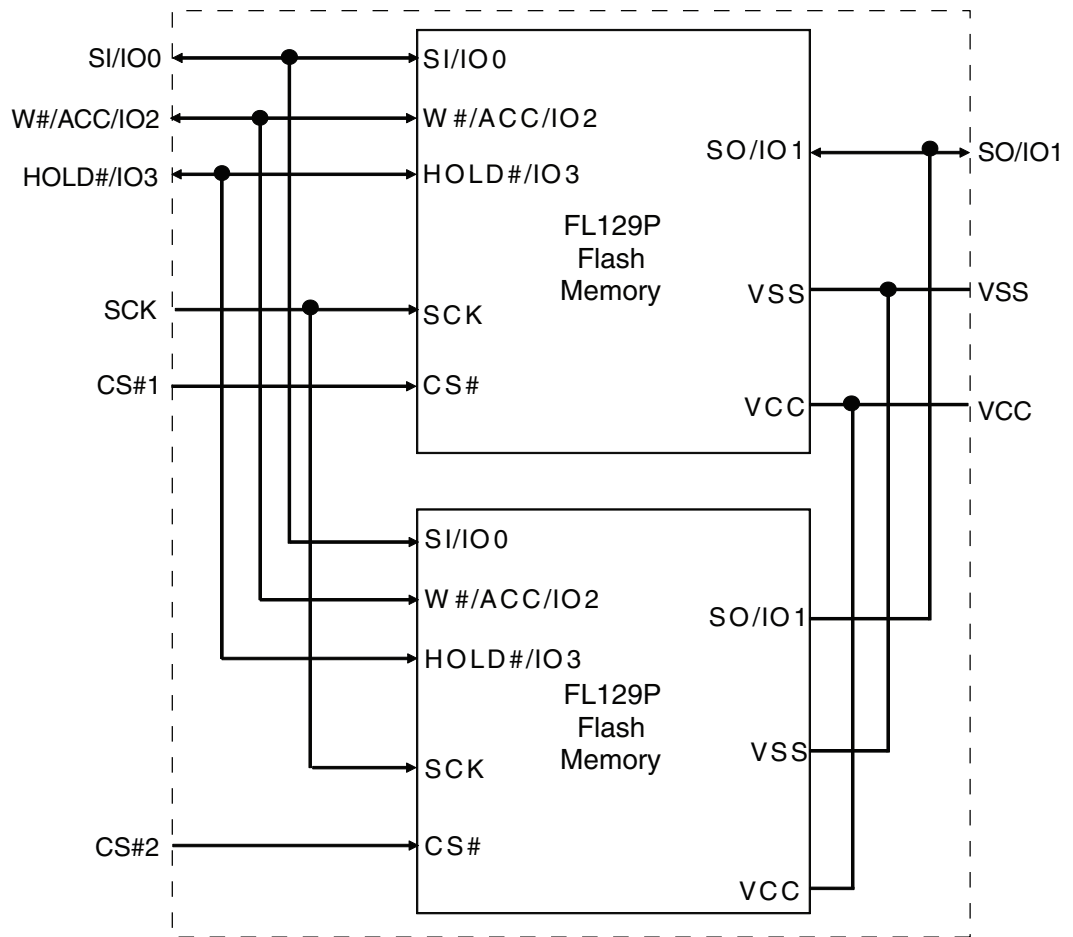 SI/IO0
W#/ACC/IO2
HOLD#/IO3
SCK
CS#1
CS#2
SI/IO0
W#/ACC/IO2
HOLD#/IO3
SCK
CS#
FL129P
Flash
Memory
SO/IO1
VSS
VCC
SI/IO0
W#/ACC/IO2
HOLD#/IO3
SCK
CS#
FL129P
Flash
Memory
SO/IO1
VSS
VCC
SO/IO1
VSS
VCC